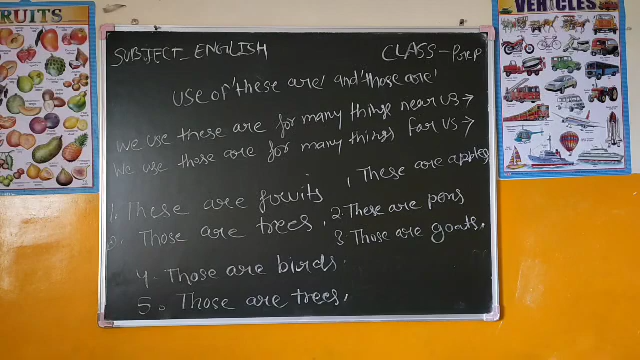 FRUITS
VEHICLES
SUBJECT_ENGLISH
CLASS-Prep
Use of 'these are' and 'those are'
We use these are for many things near us →
We use those are for many things far us →
1. These are fruits
1, These are apples
2. Those are trees.
2. These are pens
3 Those are goats.
4. Those are birds.
5. Those are trees,